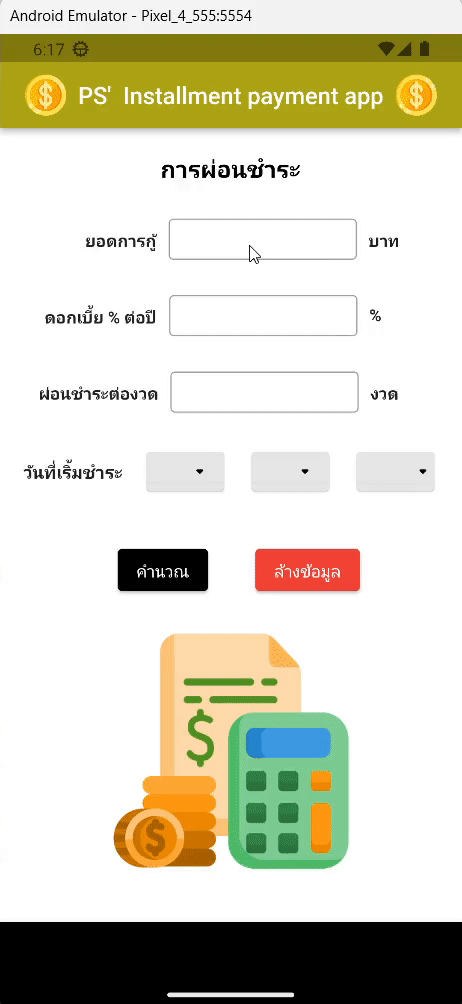 Android Emulator - Pixel_4_555:5554
6:17
PS' Installment payment app
การผ่อนชำระ
ยอดการกู้ บาท
ดอกเบี้ย % ต่อปี %
ผ่อนชำระต่องวด งวด
วันที่เริ่มชำระ
คำนวณ ล้างข้อมูล